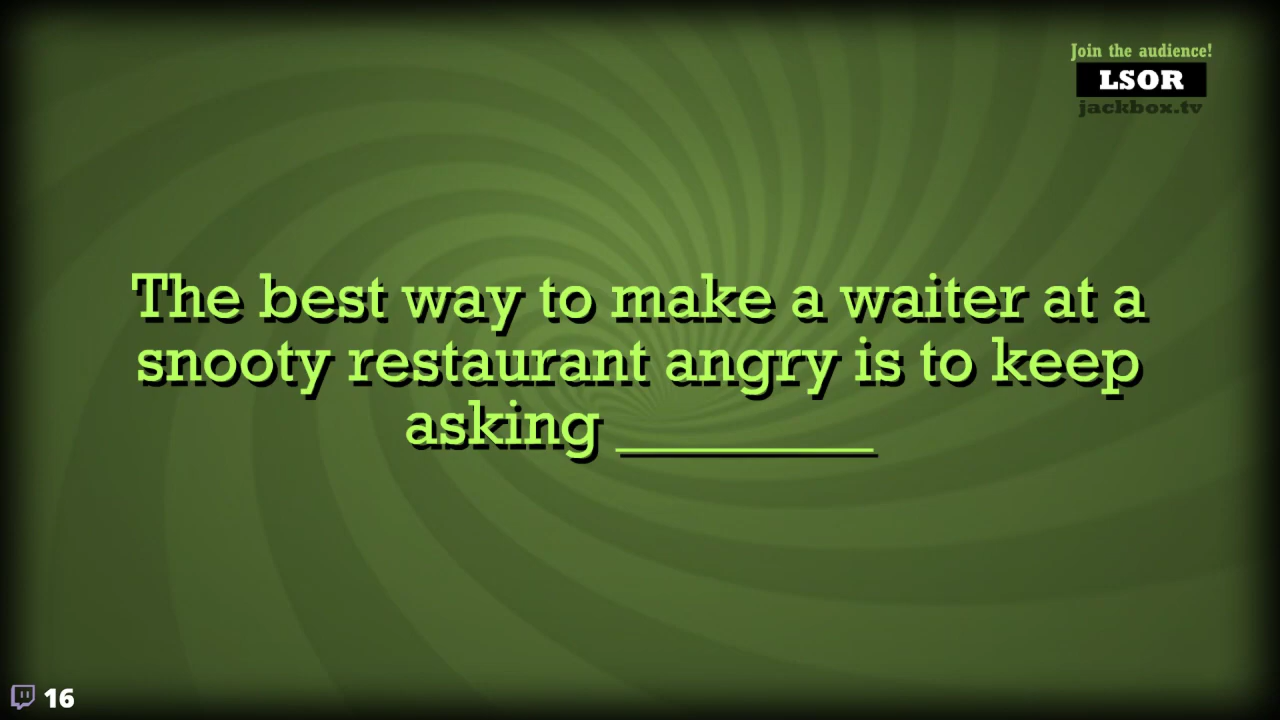 Join the audience!
LSOR
jackbox.tv
The best way to make a waiter at a
snooty restaurant angry is to keep
asking ________
16